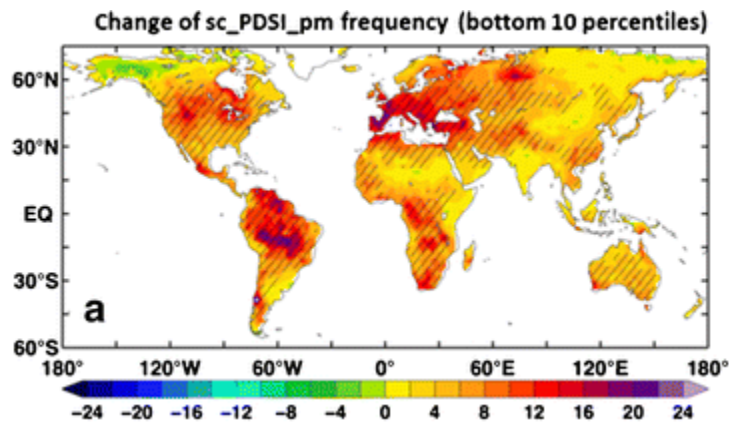 Change of sc_PDSI_pm frequency (bottom 10 percentiles)
60°N
30°N
EQ
30°S
a
60°S
180° 120°W 60°W 0° 60°E 120°E 180°
-24 -20 -16 -12 -8 -4 0 4 8 12 16 20 24